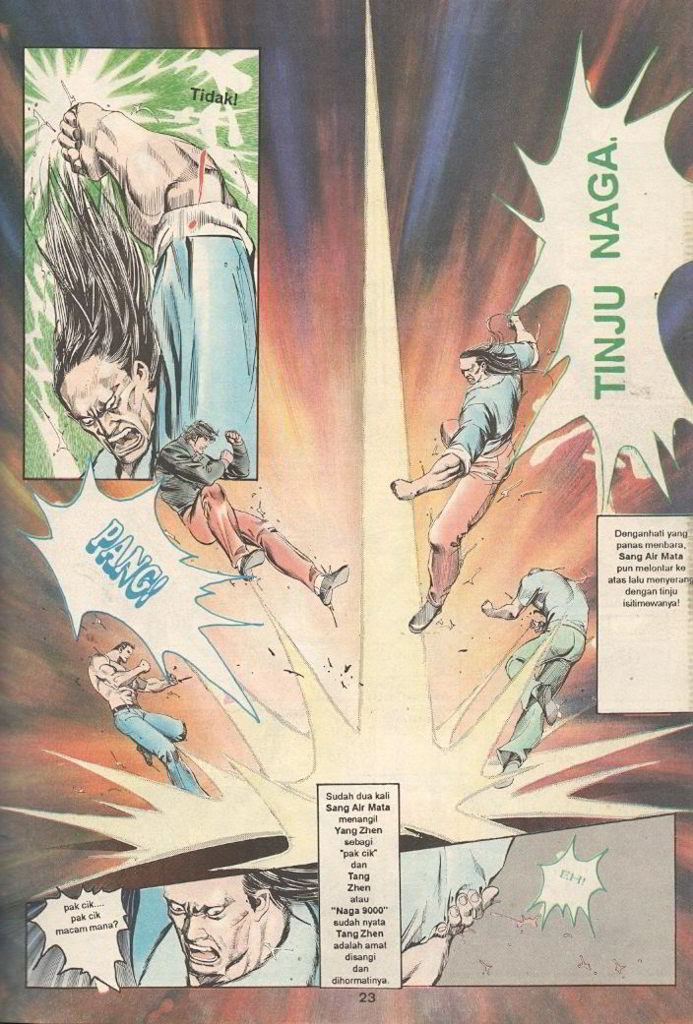 Tidak!
TINJU NAGA.
PANG!
Denganhati yang
panas menbara,
Sang Air Mata
pun melontar ke
atas lalu menyerang
dengan tinju
isitimewanya!
Sudah dua kali
Sang Air Mata
menangil
Yang Zhen
sebagi
"pak cik"
dan
Tang
Zhen
atau
"Naga 9000"
sudah nyata
Tang Zhen
adalah amat
disangi
dan
dihormatinya.
pak cik....
pak cik
macam mana?
EH!
23